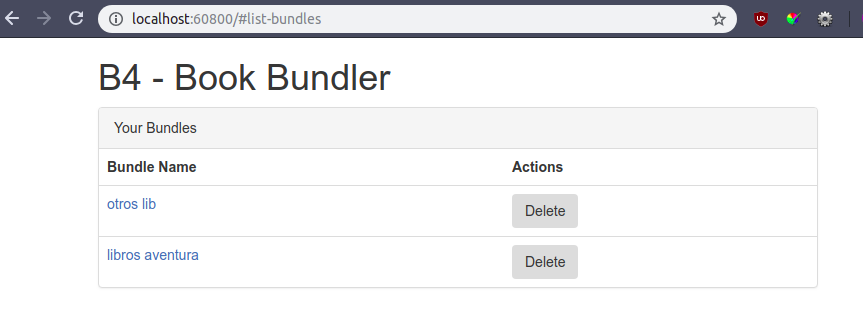 localhost:60800/#list-bundles
B4 - Book Bundler
Your Bundles
Bundle Name Actions
otros lib Delete
libros aventura Delete